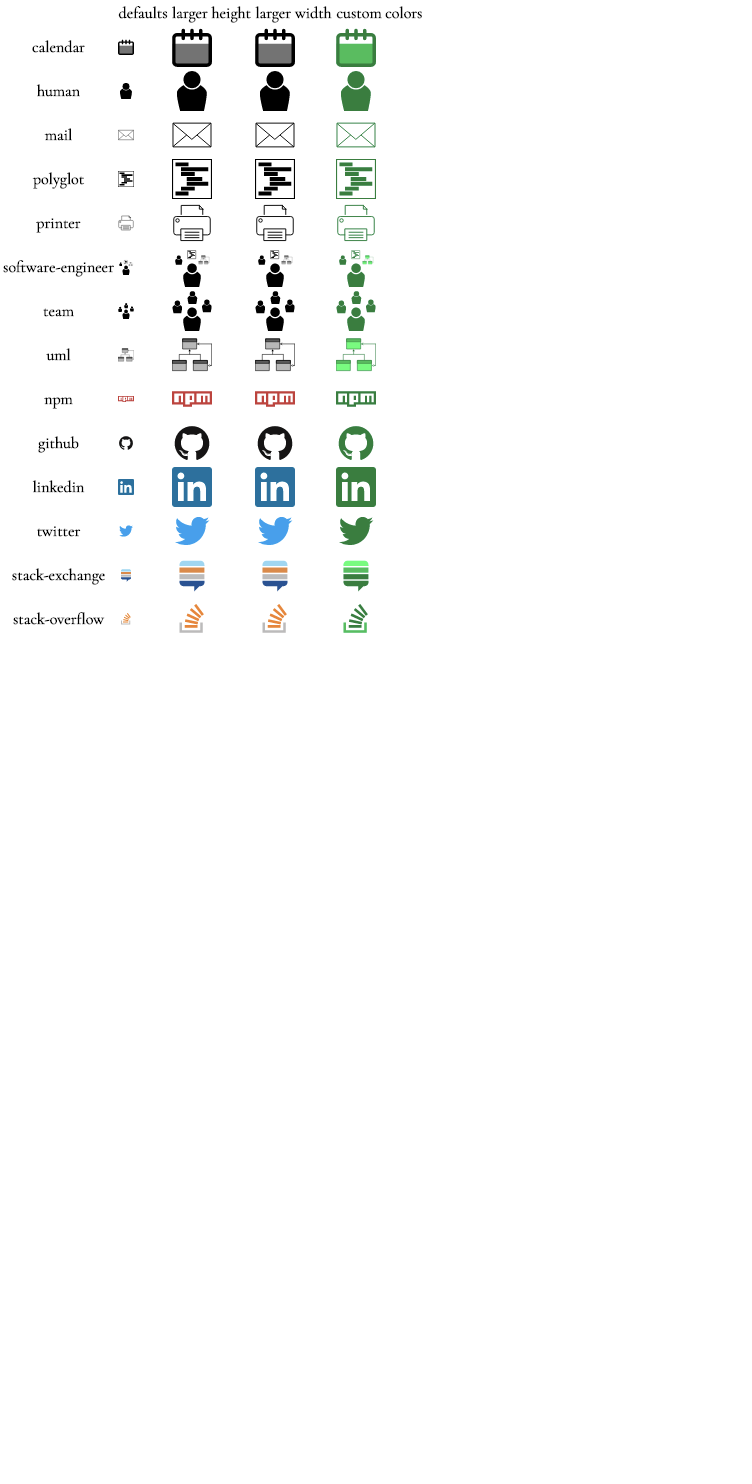 defaults larger height larger width custom colors
calendar
human
mail
polyglot
printer
software-engineer
team
uml
npm npm npm npm
github
linkedin in in in in
twitter
stack-exchange
stack-overflow